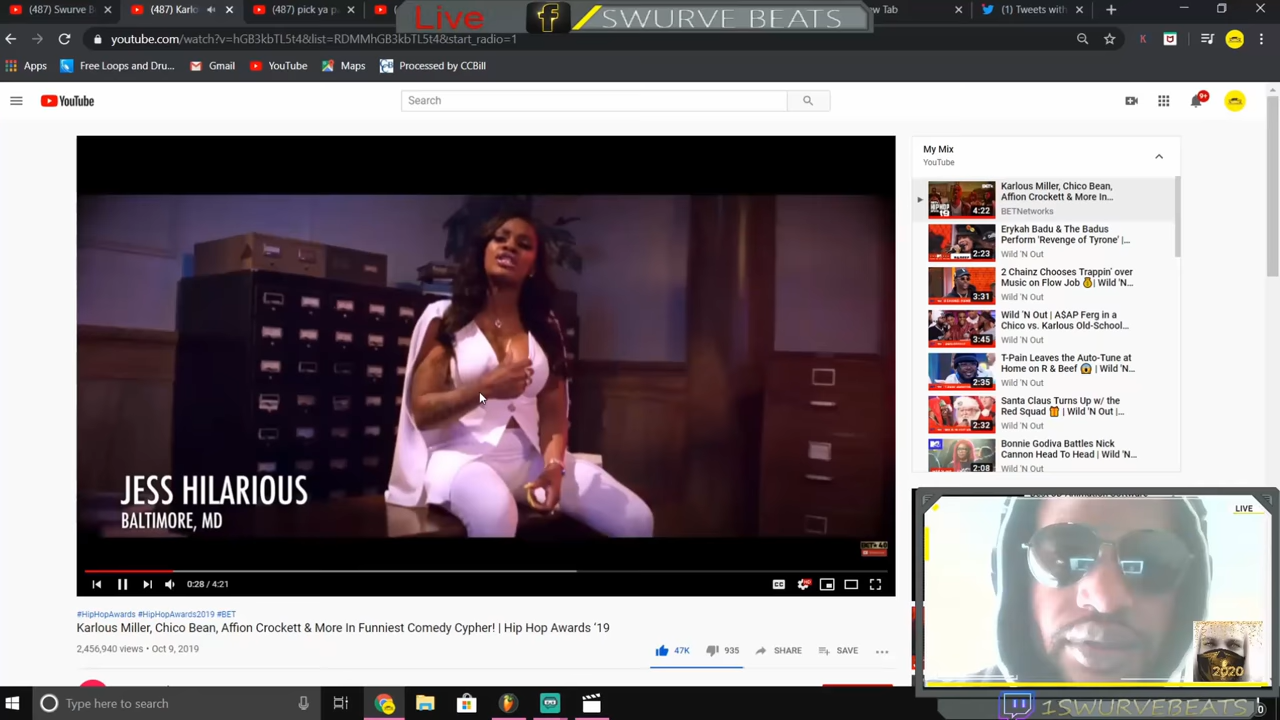 (487) Swurve B
(487) Karlo
(487) pick ya p
Live
SWURVE BEATS
ew Tab
(1) Tweets with
youtube.com/watch?v=hGB3kbTL5t4&list=RDMMhGB3kbTL5t4&start_radio=1
Apps
Free Loops and Dru...
Gmail
YouTube
Maps
Processed by CCBill
YouTube
Search
9+
My Mix
YouTube
Karlous Miller, Chico Bean,
Affion Crockett & More In...
BETNetworks
4:22
Erykah Badu & The Badus
Perform 'Revenge of Tyrone' |...
Wild 'N Out
2:23
2 Chainz Chooses Trappin' over
Music on Flow Job 💰| Wild 'N...
Wild 'N Out
3:31
Wild 'N Out | A$AP Ferg in a
Chico vs. Karlous Old-School...
Wild 'N Out
3:45
T-Pain Leaves the Auto-Tune at
Home on R & Beef 😱 | Wild 'N...
Wild 'N Out
2:35
Santa Claus Turns Up w/ the
Red Squad 🎁 | Wild 'N Out |...
Wild 'N Out
2:32
Bonnie Godiva Battles Nick
Cannon Head To Head | Wild 'N...
Wild 'N Out
2:08
JESS HILARIOUS
BALTIMORE, MD
0:28 / 4:21
CC
HD
#HipHopAwards #HipHopAwards2019 #BET
Karlous Miller, Chico Bean, Affion Crockett & More In Funniest Comedy Cypher! | Hip Hop Awards '19
2,456,940 views • Oct 9, 2019
47K
935
SHARE
SAVE
LIVE
2020
Type here to search
1SWURVEBEATS
0